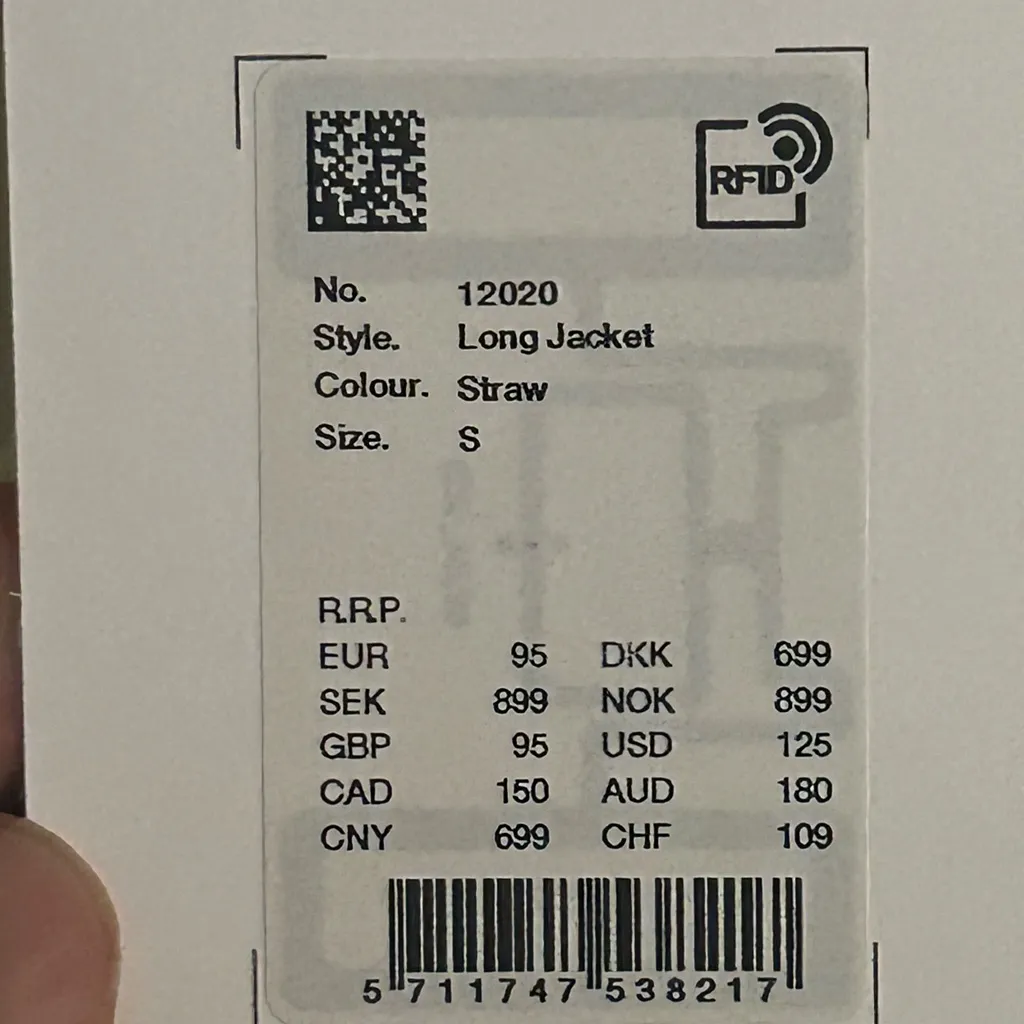 RFID
No. 12020
Style. Long Jacket
Colour. Straw
Size. S
R.R.P.
EUR 95 DKK 699
SEK 899 NOK 899
GBP 95 USD 125
CAD 150 AUD 180
CNY 699 CHF 109
5 711747 538217